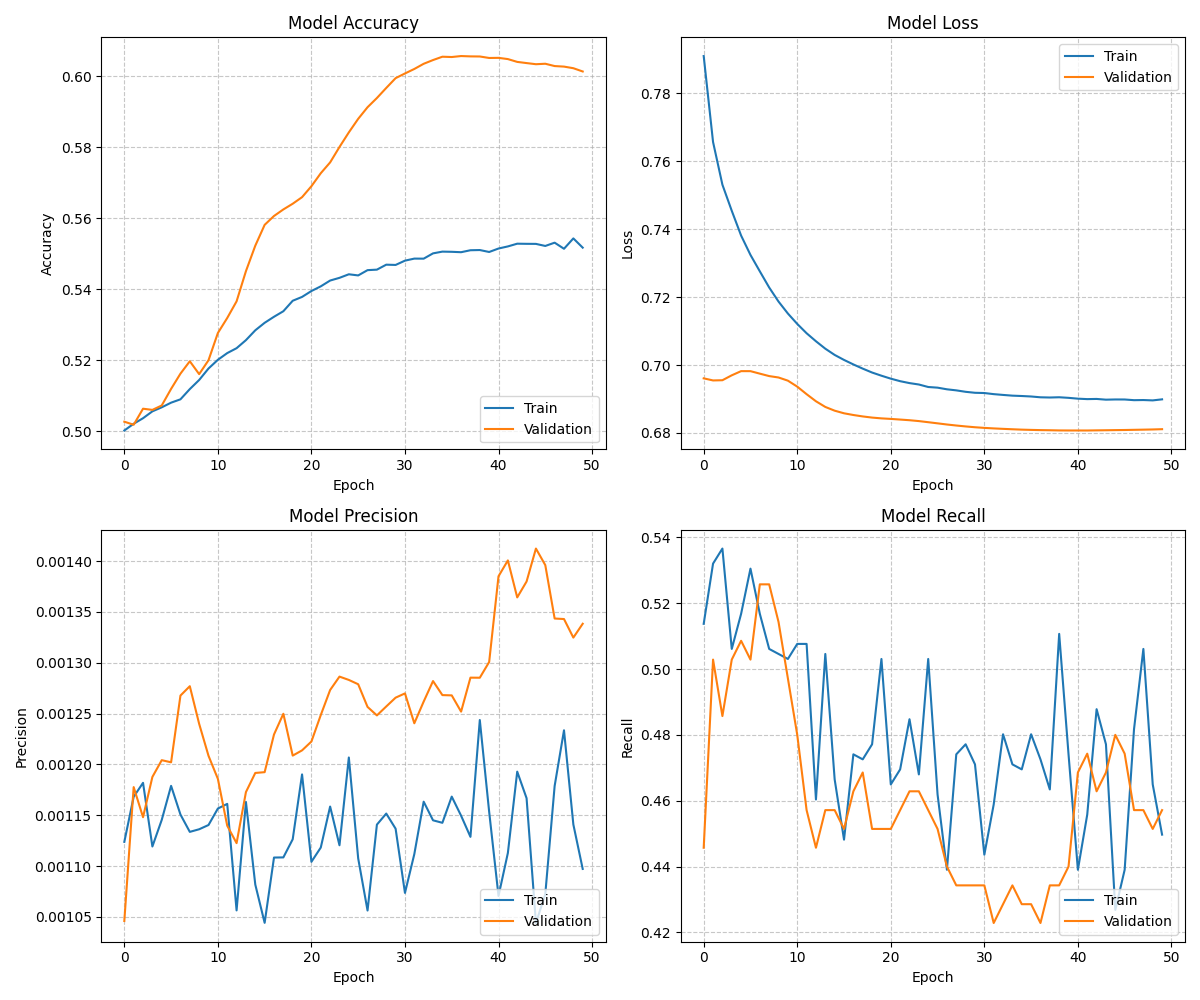 Model Accuracy
Accuracy
0.60
0.58
0.56
0.54
0.52
0.50
0 10 20 30 40 50
Epoch
Train
Validation
Model Loss
Loss
0.78
0.76
0.74
0.72
0.70
0.68
0 10 20 30 40 50
Epoch
Train
Validation
Model Precision
Precision
0.00140
0.00135
0.00130
0.00125
0.00120
0.00115
0.00110
0.00105
0 10 20 30 40 50
Epoch
Train
Validation
Model Recall
Recall
0.54
0.52
0.50
0.48
0.46
0.44
0.42
0 10 20 30 40 50
Epoch
Train
Validation